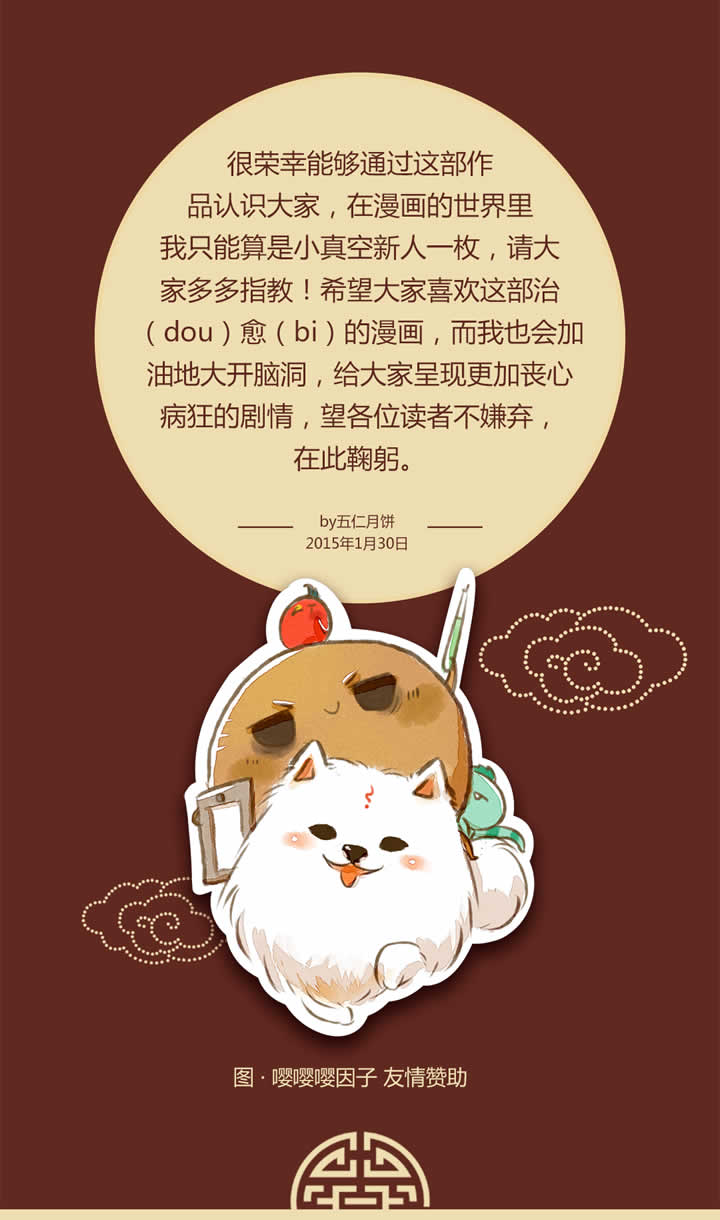 很荣幸能够通过这部作
品认识大家，在漫画的世界里
我只能算是小真空新人一枚，请大
家多多指教！希望大家喜欢这部治
（dou）愈（bi）的漫画，而我也会加
油地大开脑洞，给大家呈现更加丧心
病狂的剧情，望各位读者不嫌弃，
在此鞠躬。
by五仁月饼
2015年1月30日
图·嘤嘤嘤因子 友情赞助